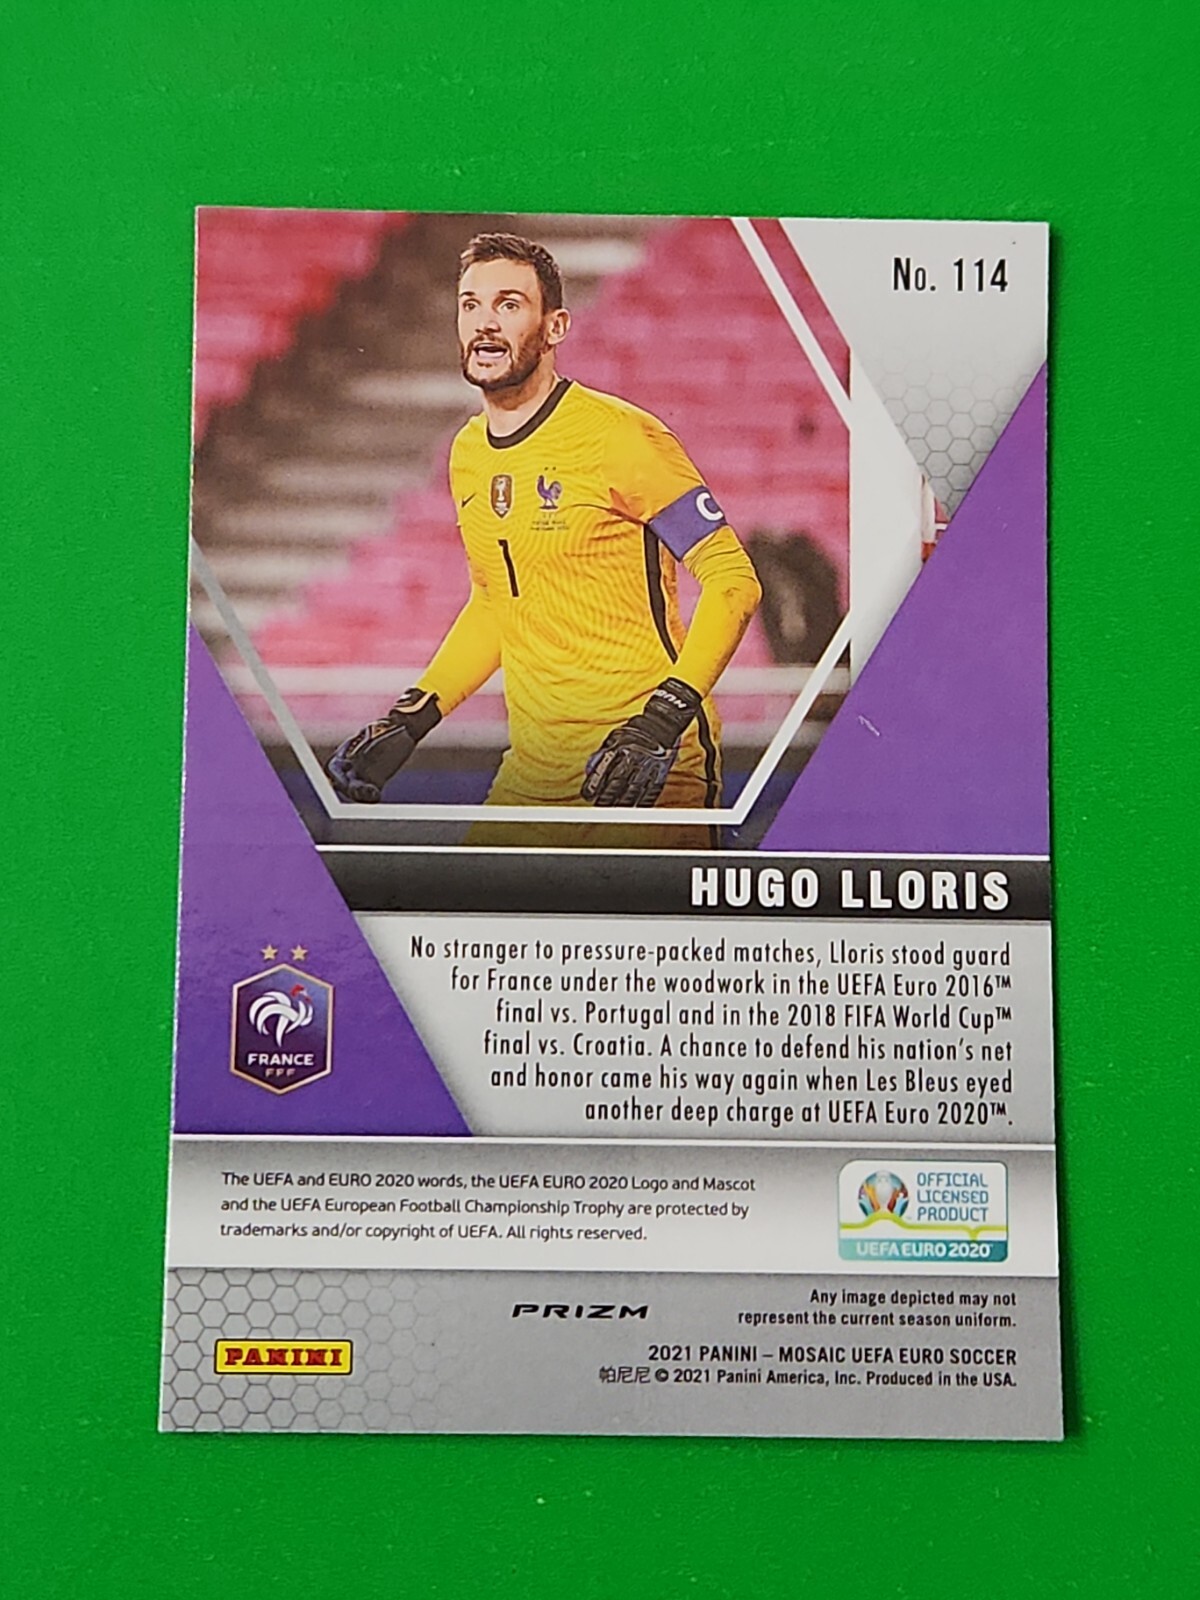 No. 114
C
1
HUGO LLORIS
No stranger to pressure-packed matches, Lloris stood guard
for France under the woodwork in the UEFA Euro 2016™
final vs. Portugal and in the 2018 FIFA World Cup™
final vs. Croatia. A chance to defend his nation's net
and honor came his way again when Les Bleus eyed
another deep charge at UEFA Euro 2020™.
FRANCE
FFF
The UEFA and EURO 2020 words, the UEFA EURO 2020 Logo and Mascot
and the UEFA European Football Championship Trophy are protected by
trademarks and/or copyright of UEFA. All rights reserved.
OFFICIAL
LICENSED
PRODUCT
UEFA EURO2020
PRIZM
Any image depicted may not
represent the current season uniform.
PANINI
2021 PANINI – MOSAIC UEFA EURO SOCCER
帕尼尼 © 2021 Panini America, Inc. Produced in the USA.